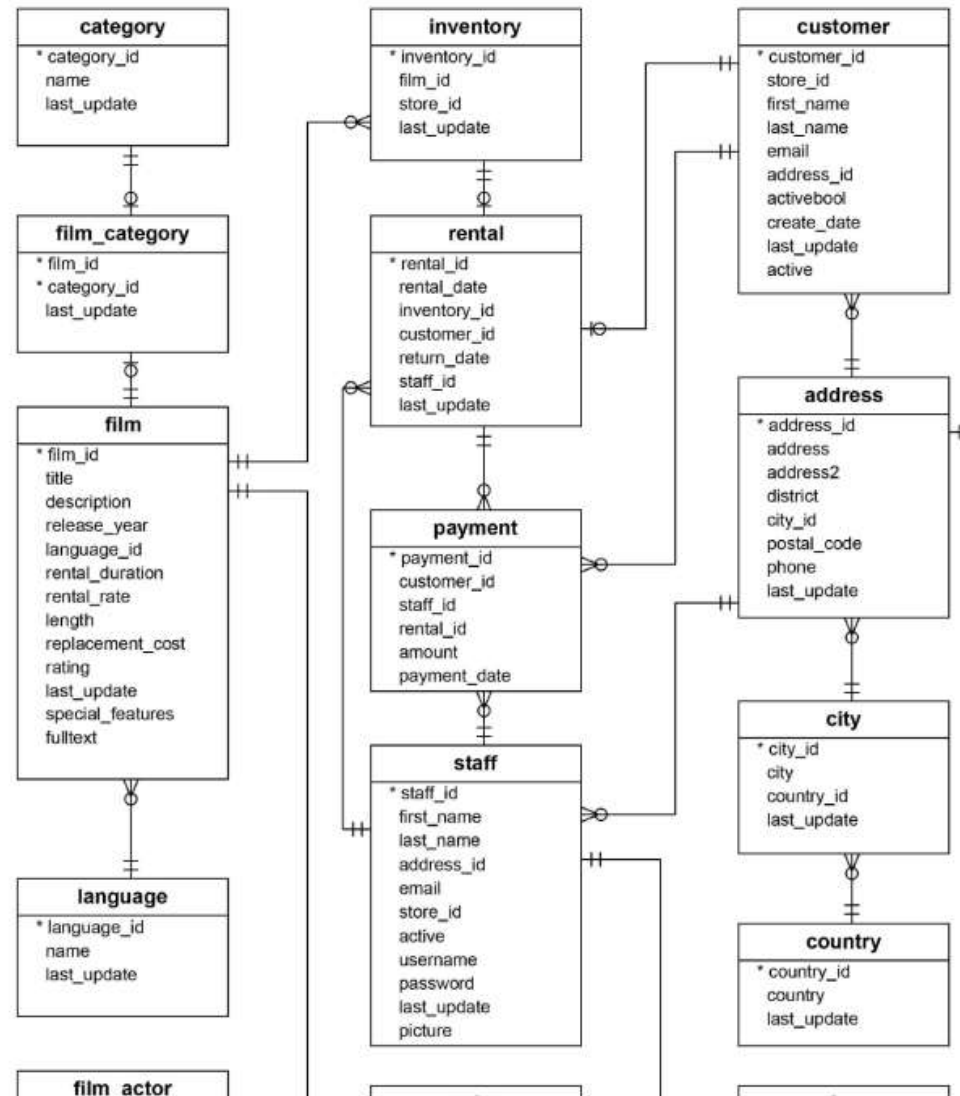 category
* category_id
name
last_update
film_category
* film_id
* category_id
last_update
film
* film_id
title
description
release_year
language_id
rental_duration
rental_rate
length
replacement_cost
rating
last_update
special_features
fulltext
language
* language_id
name
last_update
film_actor
inventory
* inventory_id
film_id
store_id
last_update
rental
* rental_id
rental_date
inventory_id
customer_id
return_date
staff_id
last_update
payment
* payment_id
customer_id
staff_id
rental_id
amount
payment_date
staff
* staff_id
first_name
last_name
address_id
email
store_id
active
username
password
last_update
picture
customer
* customer_id
store_id
first_name
last_name
email
address_id
activebool
create_date
last_update
active
address
* address_id
address
address2
district
city_id
postal_code
phone
last_update
city
* city_id
city
country_id
last_update
country
* country_id
country
last_update